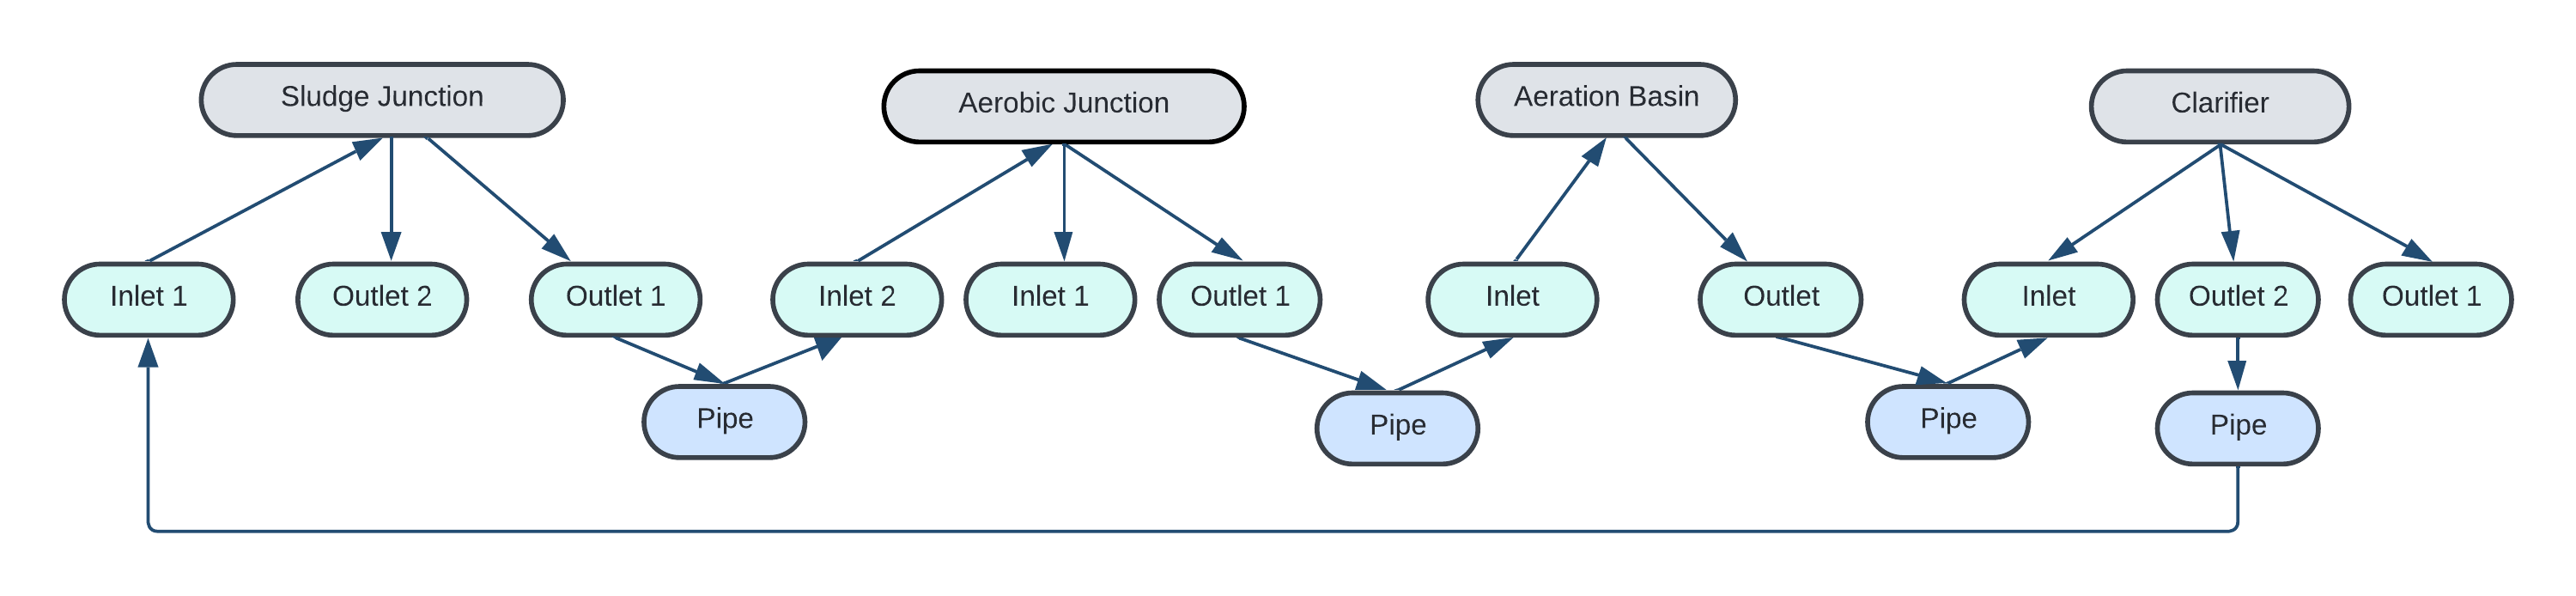 Sludge Junction
Aerobic Junction
Aeration Basin
Clarifier
Inlet 1
Outlet 2
Outlet 1
Inlet 2
Inlet 1
Outlet 1
Inlet
Outlet
Inlet
Outlet 2
Outlet 1
Pipe
Pipe
Pipe
Pipe